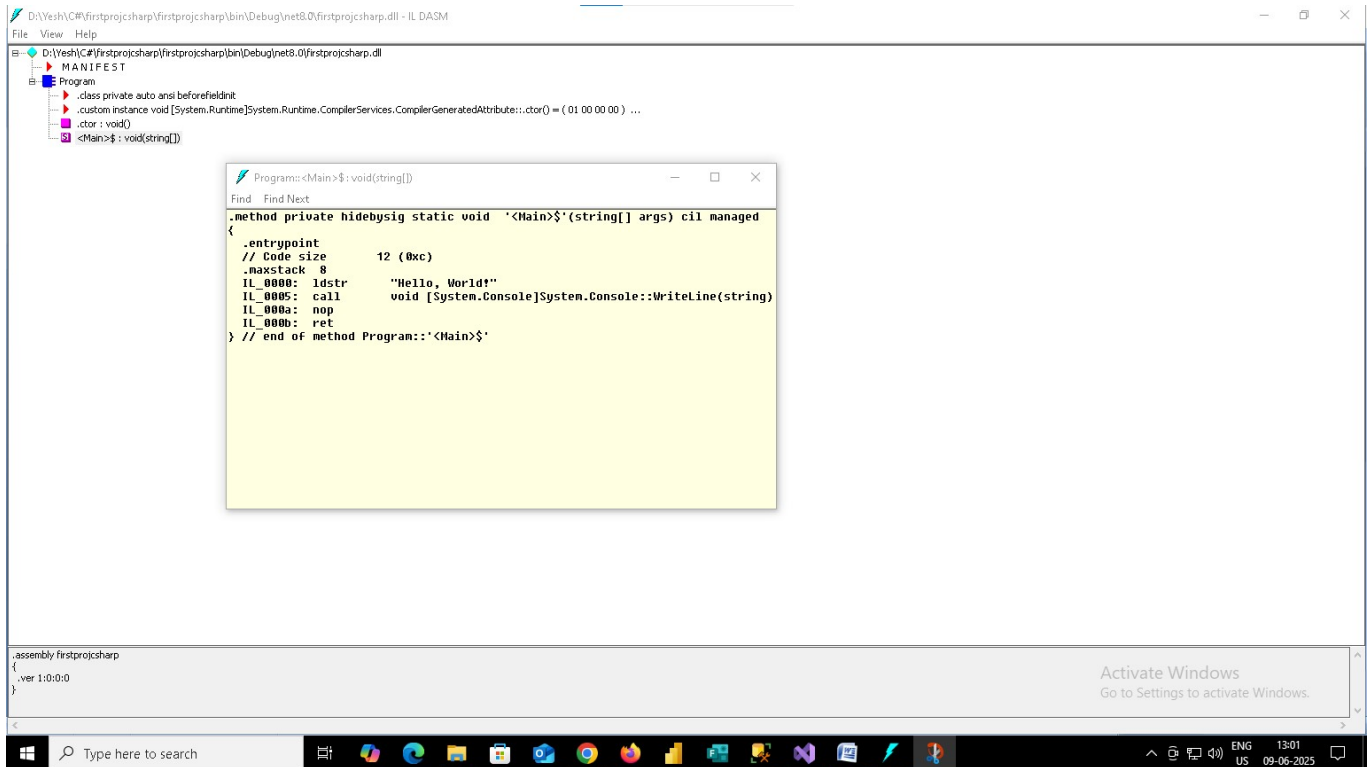 D:\Yesh\C#\firstprojcsharp\firstprojcsharp\bin\Debug\net8.0\firstprojcsharp.dll - IL DASM
File View Help
D:\Yesh\C#\firstprojcsharp\firstprojcsharp\bin\Debug\net8.0\firstprojcsharp.dll
MANIFEST
Program
.class private auto ansi beforefieldinit
.custom instance void [System.Runtime]System.Runtime.CompilerServices.CompilerGeneratedAttribute::.ctor() = ( 01 00 00 00 ) ...
.ctor : void()
<Main>$ : void(string[])
Program::<Main>$ : void(string[])
Find Find Next
.method private hidebysig static void '<Main>$'(string[] args) cil managed
{
.entrypoint
// Code size 12 (0xc)
.maxstack 8
IL_0000: ldstr "Hello, World!"
IL_0005: call void [System.Console]System.Console::WriteLine(string)
IL_000a: nop
IL_000b: ret
} // end of method Program::'<Main>$'
.assembly firstprojcsharp
{
.ver 1:0:0:0
}
Activate Windows
Go to Settings to activate Windows.
Type here to search
ENG
US
13:01
09-06-2025